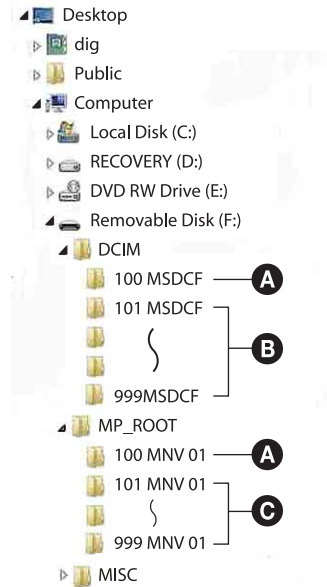 Desktop
dig
Public
Computer
Local Disk (C:)
RECOVERY (D:)
DVD RW Drive (E:)
Removable Disk (F:)
DCIM
100 MSDCF A
101 MSDCF
B
999MSDCF
MP_ROOT
100 MNV 01 A
101 MNV 01
C
999 MNV 01
MISC